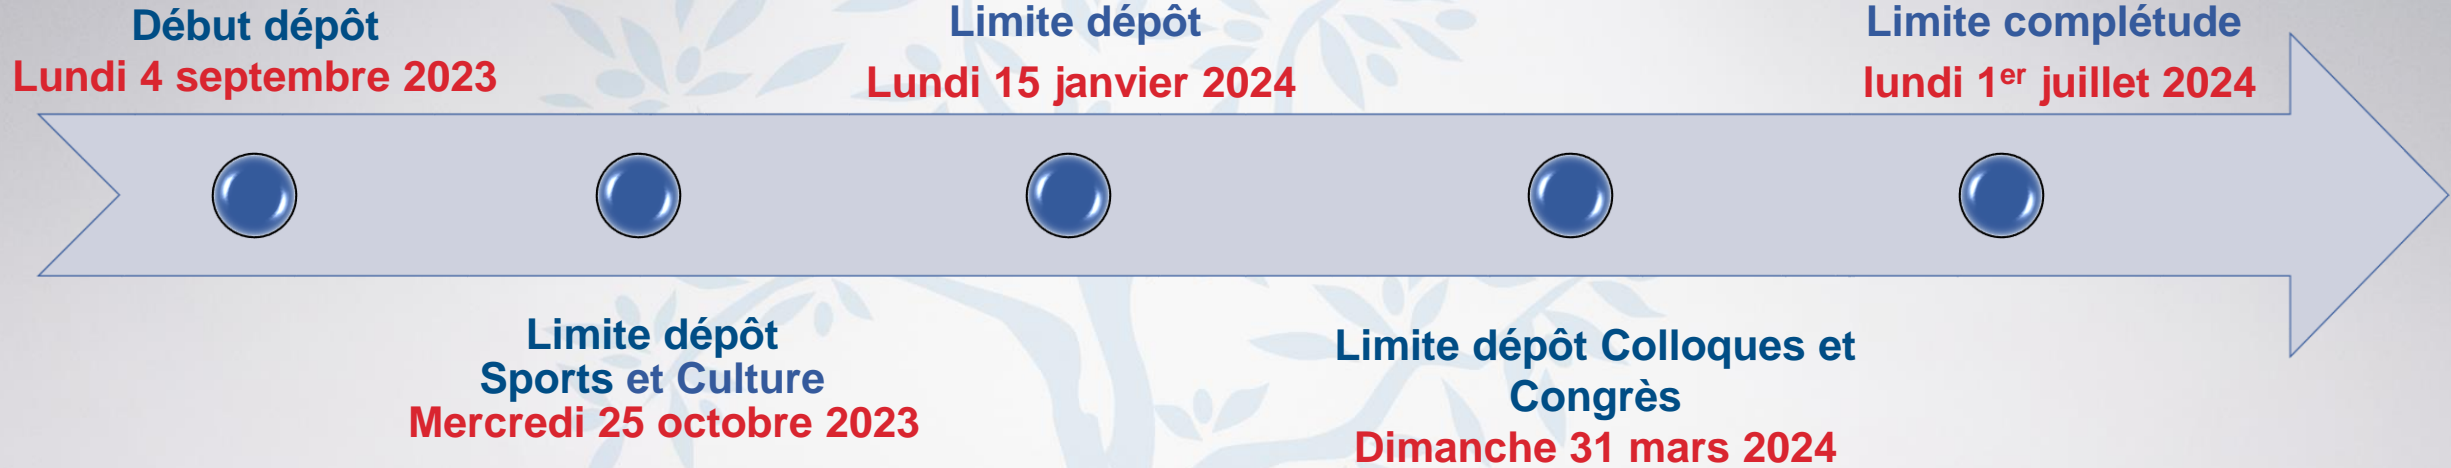 Début dépôt
Lundi 4 septembre 2023
Limite dépôt
Sports et Culture
Mercredi 25 octobre 2023
Limite dépôt
Lundi 15 janvier 2024
Limite dépôt Colloques et
Congrès
Dimanche 31 mars 2024
Limite complétude
lundi 1er juillet 2024